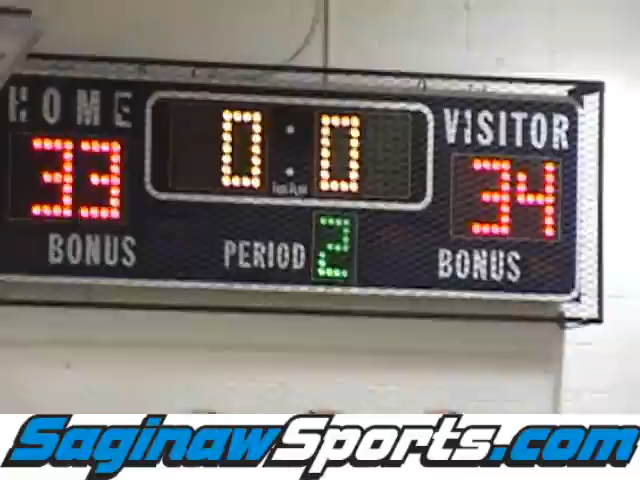 HOME 0:0 VISITOR
33 34
BONUS PERIOD 2 BONUS
SaginawSports.com